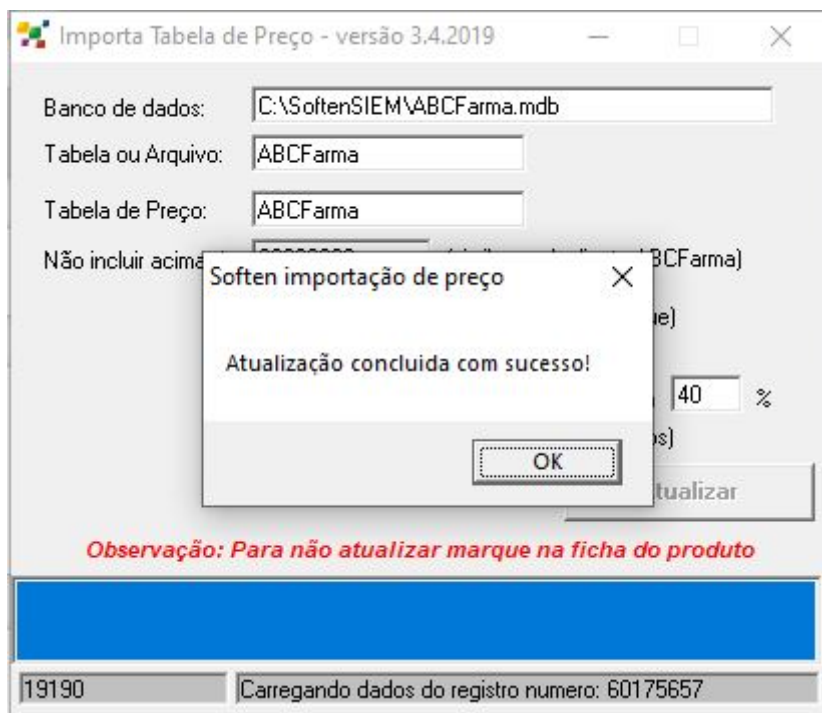 Importa Tabela de Preço - versão 3.4.2019
Banco de dados: C:\SoftenSIEM\ABCFarma.mdb
Tabela ou Arquivo: ABCFarma
Tabela de Preço: ABCFarma
Não incluir acima BCFarma)
Soften importação de preço
Atualização concluida com sucesso!
40 %
OK
tualizar
Observação: Para não atualizar marque na ficha do produto
19190 Carregando dados do registro numero: 60175657